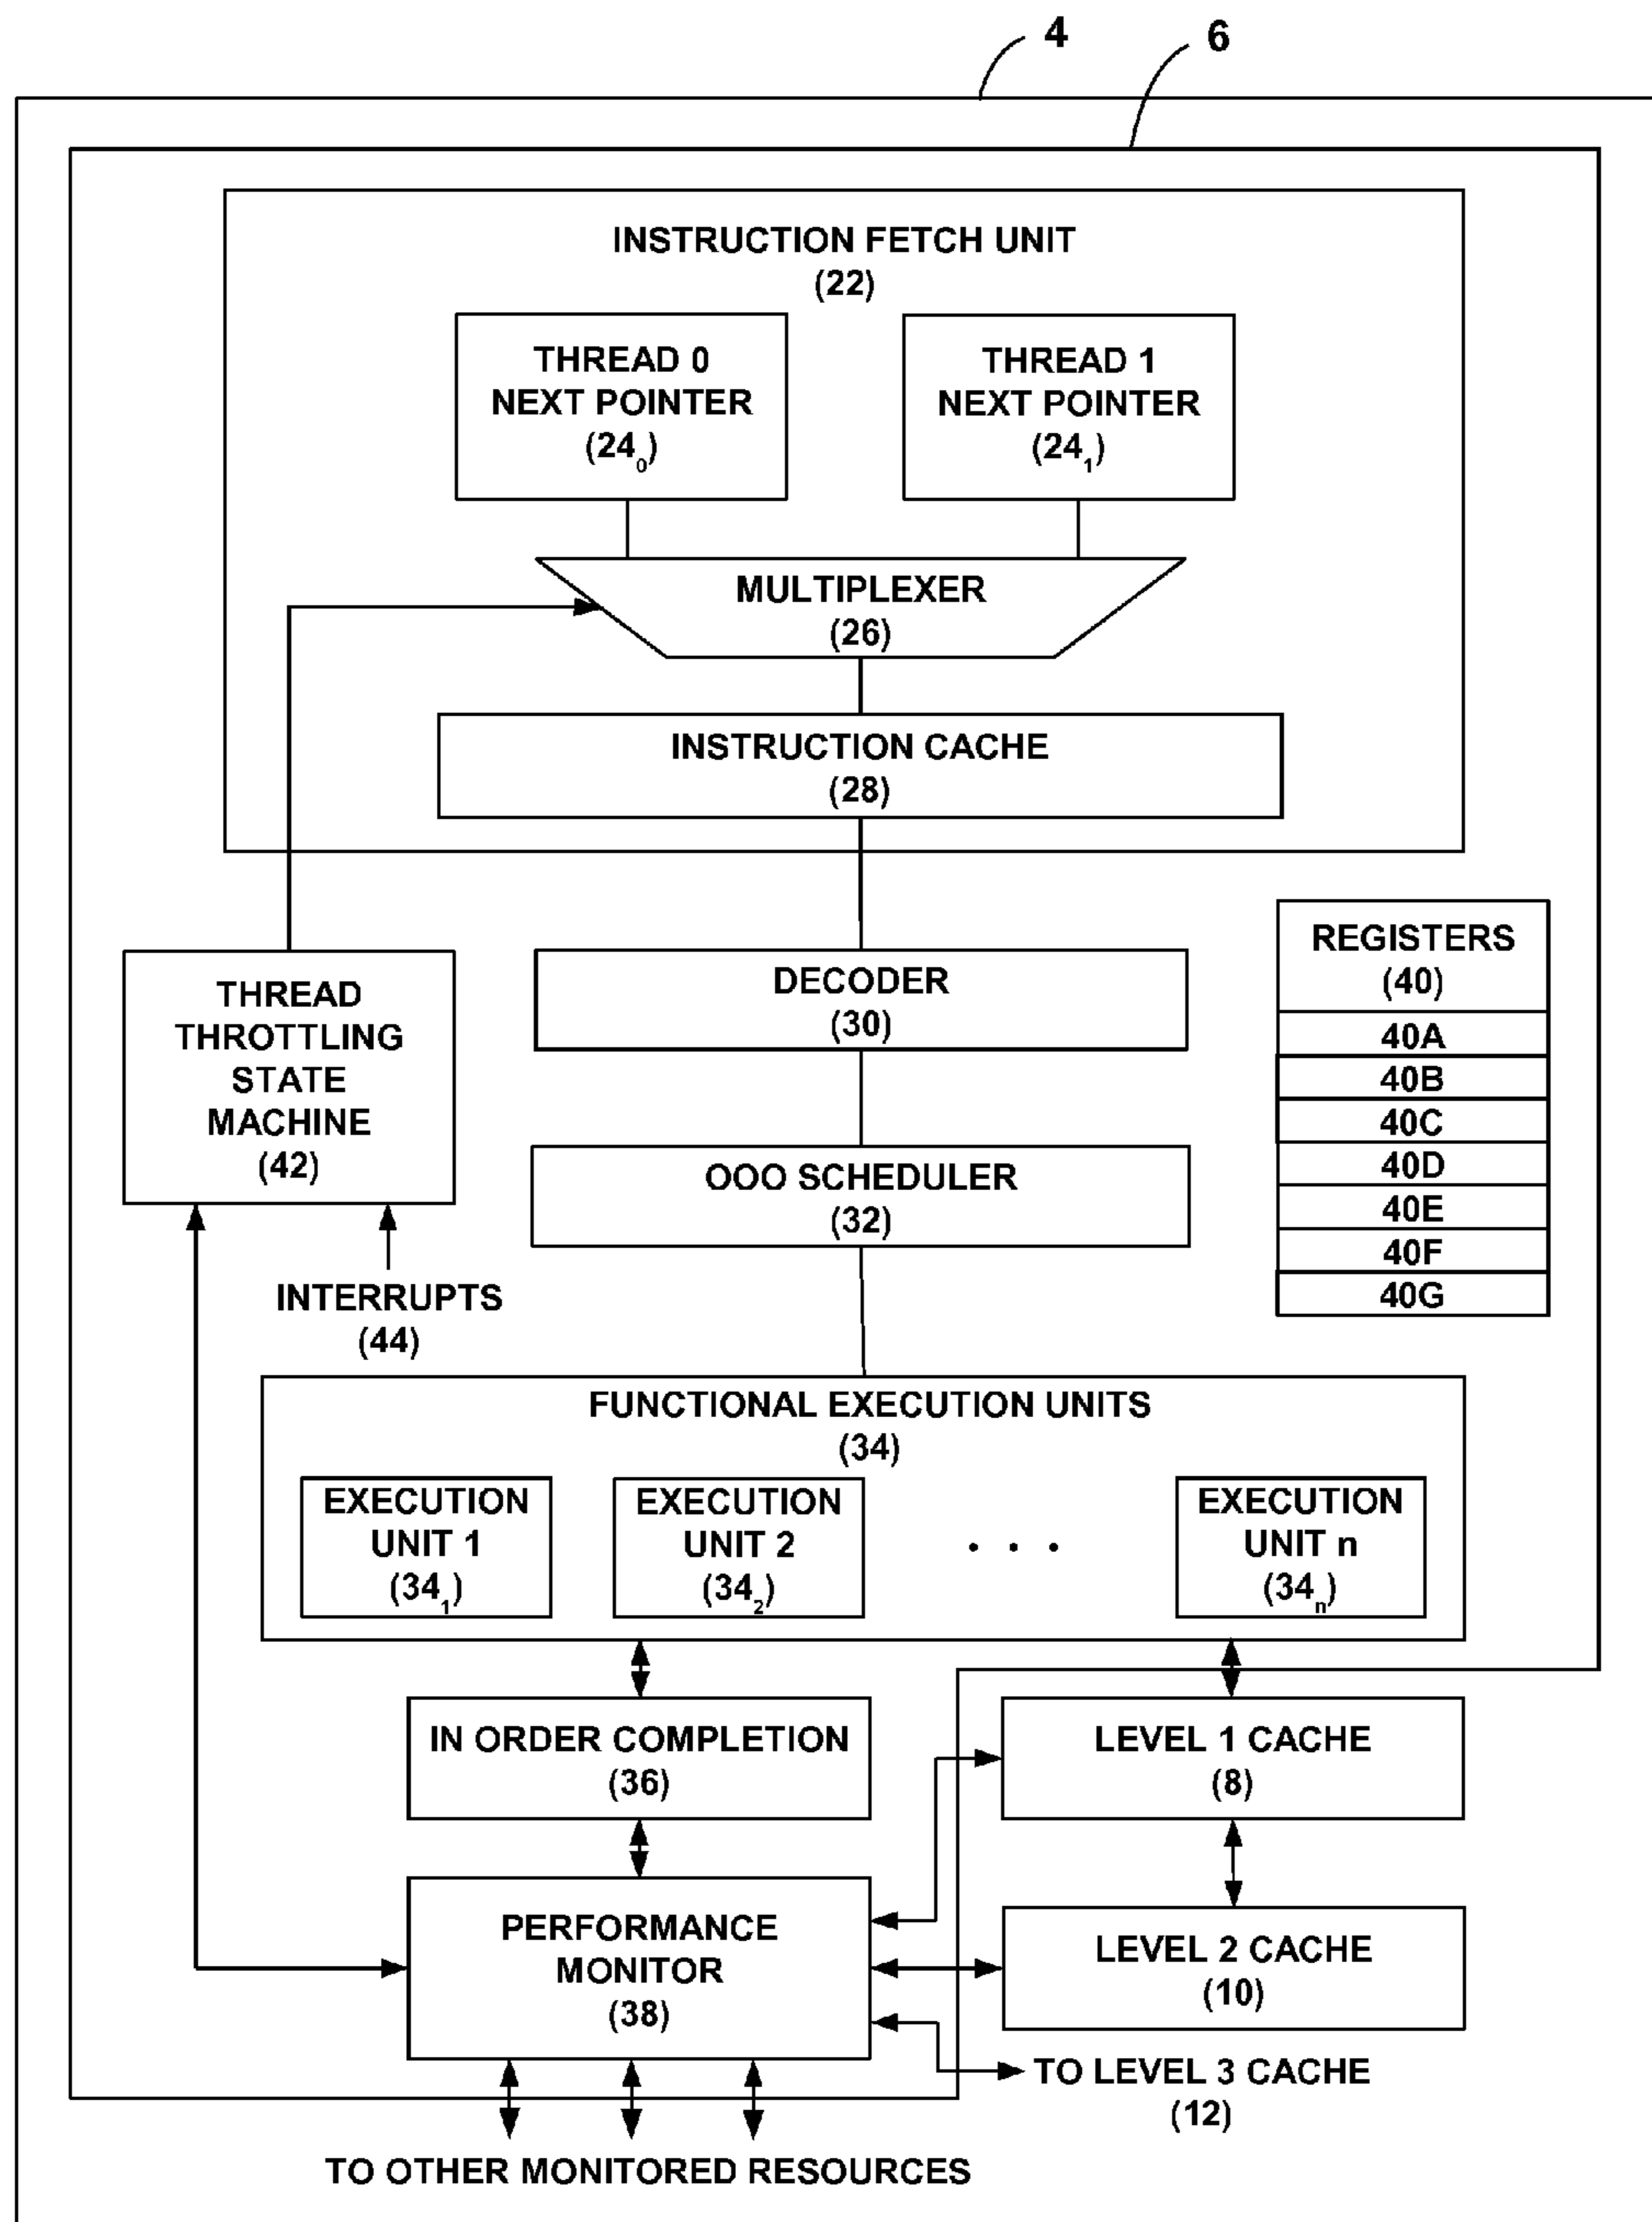 4
6
INSTRUCTION FETCH UNIT
(22)
THREAD 0
NEXT POINTER
(24₀)
THREAD 1
NEXT POINTER
(24₁)
MULTIPLEXER
(26)
INSTRUCTION CACHE
(28)
THREAD
THROTTLING
STATE
MACHINE
(42)
DECODER
(30)
REGISTERS
(40)
40A
40B
40C
40D
40E
40F
40G
OOO SCHEDULER
(32)
INTERRUPTS
(44)
FUNCTIONAL EXECUTION UNITS
(34)
EXECUTION
UNIT 1
(34₁)
EXECUTION
UNIT 2
(34₂)
. . .
EXECUTION
UNIT n
(34ₙ)
IN ORDER COMPLETION
(36)
LEVEL 1 CACHE
(8)
PERFORMANCE
MONITOR
(38)
LEVEL 2 CACHE
(10)
TO LEVEL 3 CACHE
(12)
TO OTHER MONITORED RESOURCES